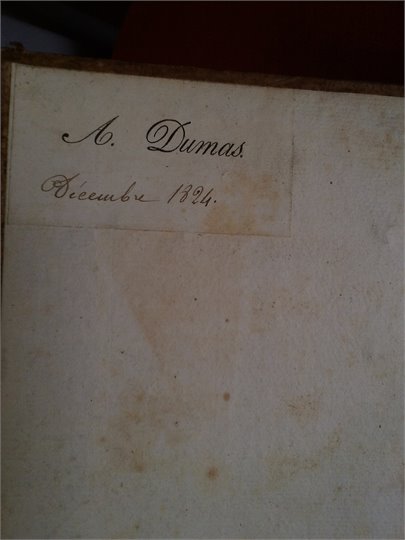 A. Dumas.
Décembre 1824.